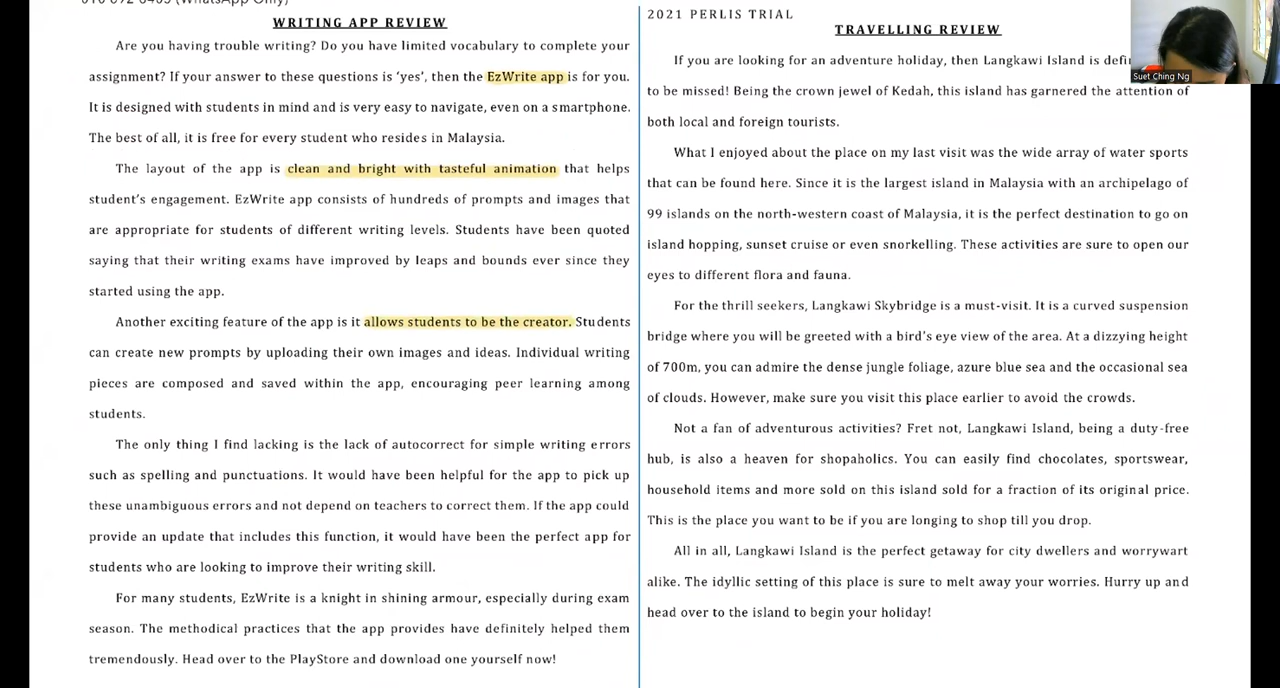 WRITING APP REVIEW
Are you having trouble writing? Do you have limited vocabulary to complete your
assignment? If your answer to these questions is ‘yes’, then the EzWrite app is for you.
It is designed with students in mind and is very easy to navigate, even on a smartphone.
The best of all, it is free for every student who resides in Malaysia.
The layout of the app is clean and bright with tasteful animation that helps
student’s engagement. EzWrite app consists of hundreds of prompts and images that
are appropriate for students of different writing levels. Students have been quoted
saying that their writing exams have improved by leaps and bounds ever since they
started using the app.
Another exciting feature of the app is it allows students to be the creator. Students
can create new prompts by uploading their own images and ideas. Individual writing
pieces are composed and saved within the app, encouraging peer learning among
students.
The only thing I find lacking is the lack of autocorrect for simple writing errors
such as spelling and punctuations. It would have been helpful for the app to pick up
these unambiguous errors and not depend on teachers to correct them. If the app could
provide an update that includes this function, it would have been the perfect app for
students who are looking to improve their writing skill.
For many students, EzWrite is a knight in shining armour, especially during exam
season. The methodical practices that the app provides have definitely helped them
tremendously. Head over to the PlayStore and download one yourself now!
2021 PERLIS TRIAL
TRAVELLING REVIEW
If you are looking for an adventure holiday, then Langkawi Island is
to be missed! Being the crown jewel of Kedah, this island has garnered the attention of
both local and foreign tourists.
What I enjoyed about the place on my last visit was the wide array of water sports
that can be found here. Since it is the largest island in Malaysia with an archipelago of
99 islands on the north-western coast of Malaysia, it is the perfect destination to go on
island hopping, sunset cruise or even snorkelling. These activities are sure to open our
eyes to different flora and fauna.
For the thrill seekers, Langkawi Skybridge is a must-visit. It is a curved suspension
bridge where you will be greeted with a bird’s eye view of the area. At a dizzying height
of 700m, you can admire the dense jungle foliage, azure blue sea and the occasional sea
of clouds. However, make sure you visit this place earlier to avoid the crowds.
Not a fan of adventurous activities? Fret not, Langkawi Island, being a duty-free
hub, is also a heaven for shopaholics. You can easily find chocolates, sportswear,
household items and more sold on this island sold for a fraction of its original price.
This is the place you want to be if you are longing to shop till you drop.
All in all, Langkawi Island is the perfect getaway for city dwellers and worrywart
alike. The idyllic setting of this place is sure to melt away your worries. Hurry up and
head over to the island to begin your holiday!
Suet Ching Ng